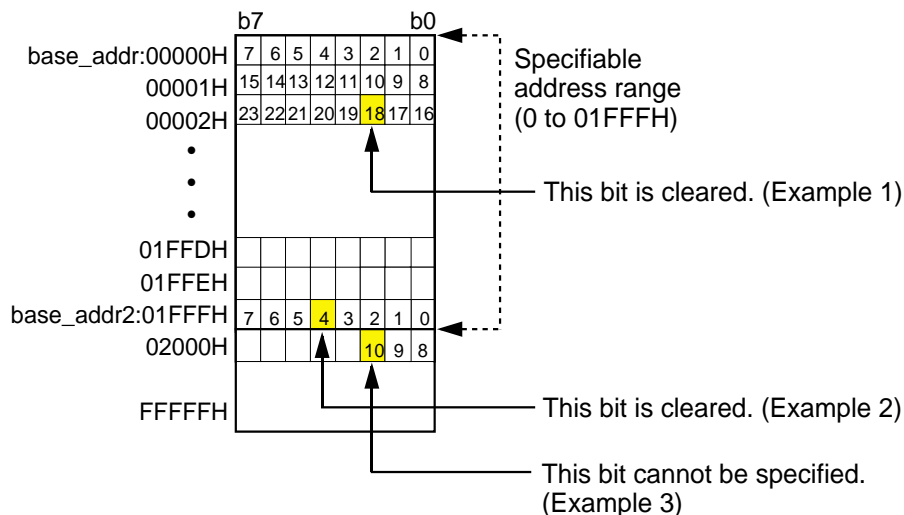 b7 b0
base_addr:00000H 7 6 5 4 3 2 1 0
00001H 15 14 13 12 11 10 9 8
00002H 23 22 21 20 19 18 17 16
Specifiable
address range
(0 to 01FFFH)
This bit is cleared. (Example 1)
01FFDH
01FFEH
base_addr2:01FFFH 7 6 5 4 3 2 1 0
02000H 10 9 8
FFFFFH
This bit is cleared. (Example 2)
This bit cannot be specified.
(Example 3)